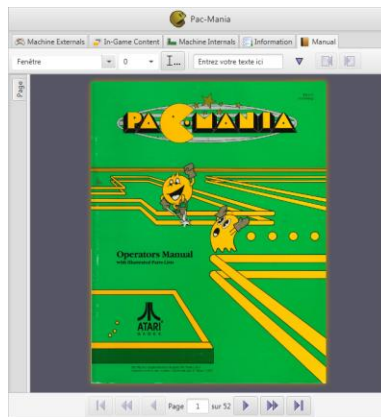 Pac-Mania
Machine Externals
In-Game Content
Machine Internals
Information
Manual
Fenêtre
0
I...
Entrez votre texte ici
Page
PAC-MANIA
Operators Manual
with Illustrated Parts Lists
ATARI
GAMES
Page 1 sur 52